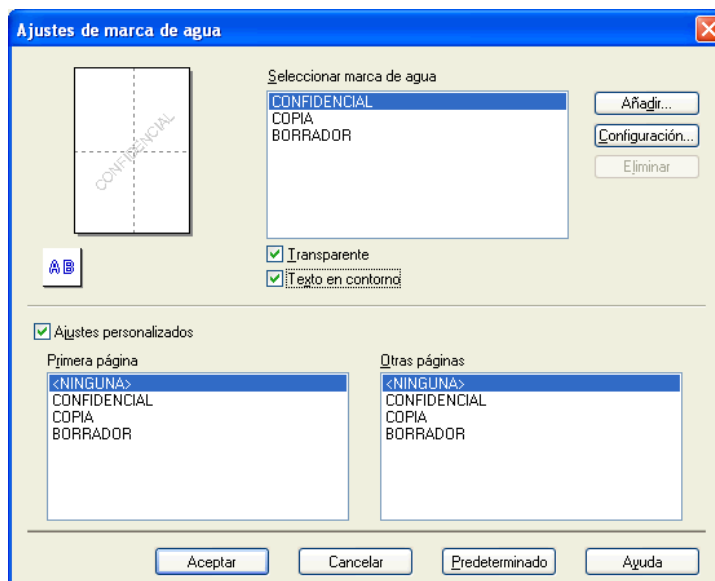 Ajustes de marca de agua
Seleccionar marca de agua
CONFIDENCIAL
CONFIDENCIAL
COPIA
BORRADOR
Añadir...
Configuración...
Eliminar
AB
Transparente
Texto en contorno
Ajustes personalizados
Primera página
<NINGUNA>
CONFIDENCIAL
COPIA
BORRADOR
Otras páginas
<NINGUNA>
CONFIDENCIAL
COPIA
BORRADOR
Aceptar
Cancelar
Predeterminado
Ayuda